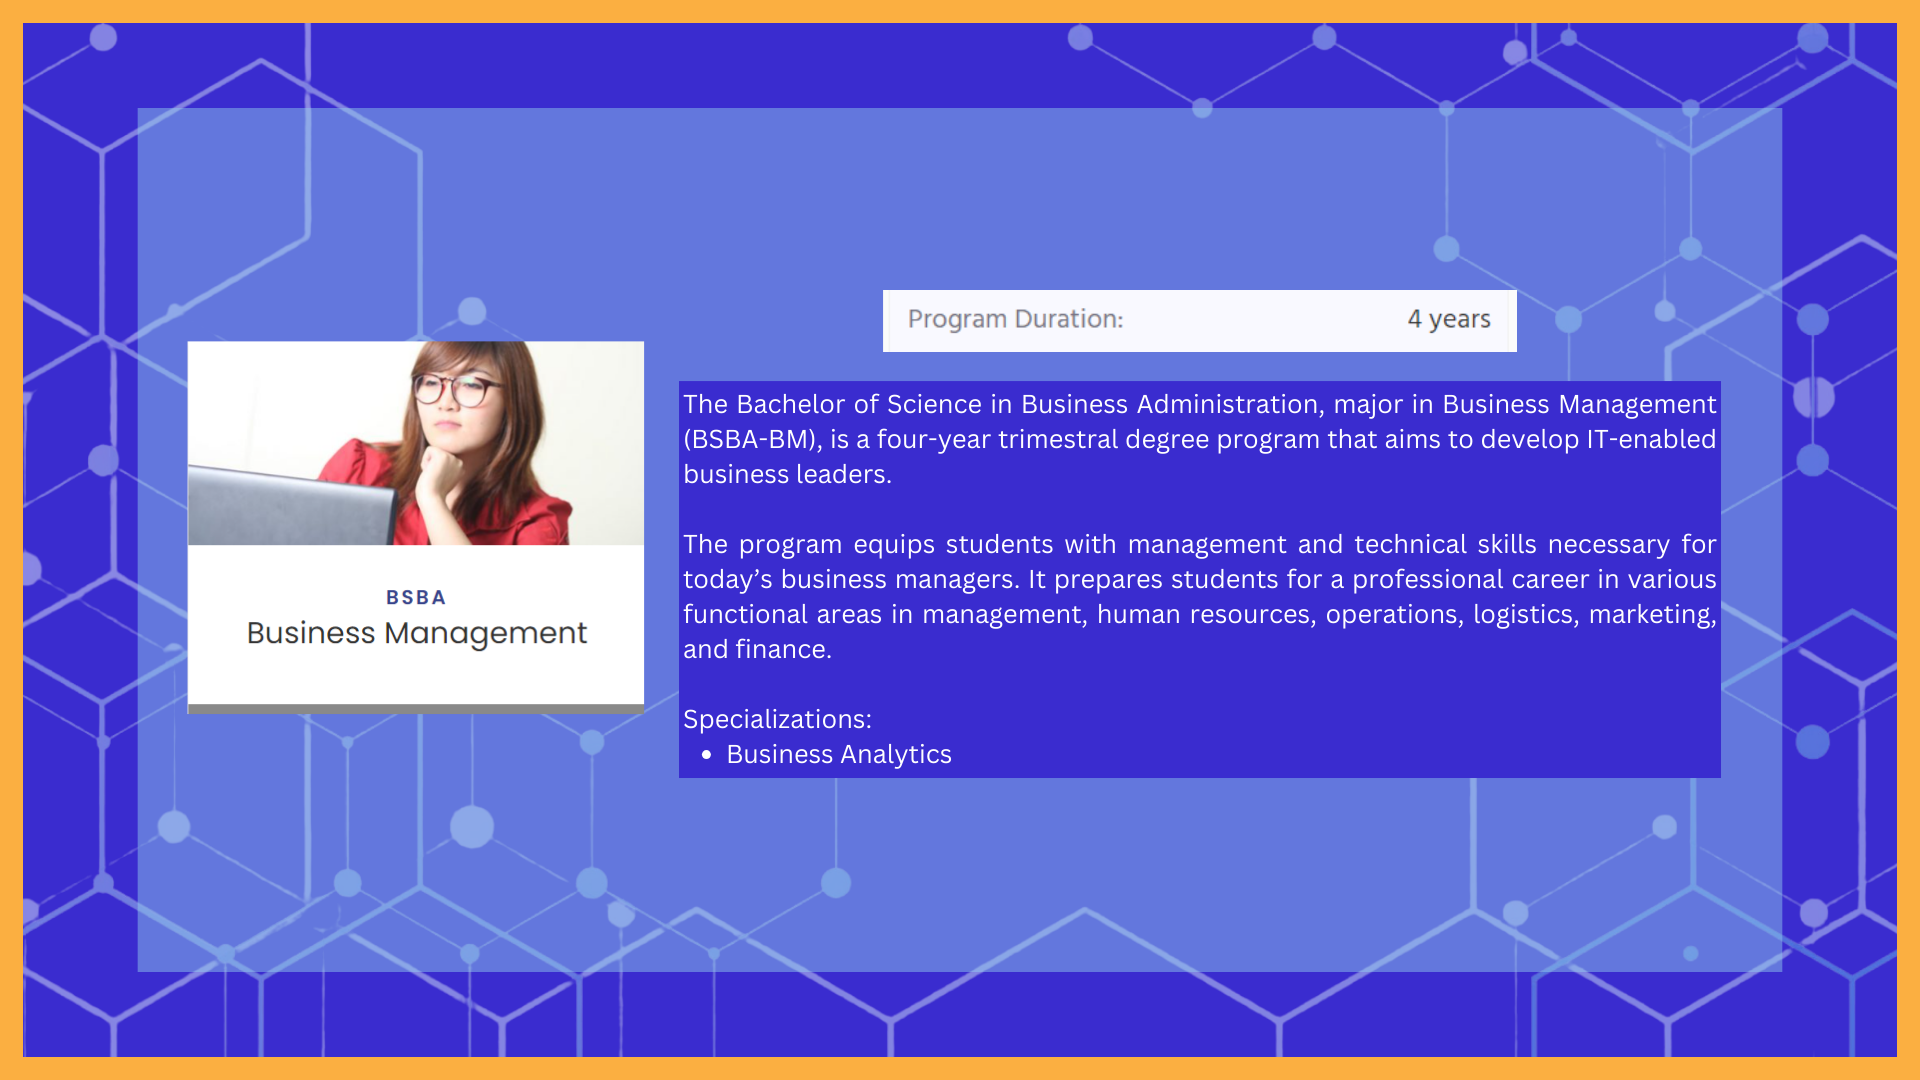 Program Duration: 4 years
BSBA
Business Management
The Bachelor of Science in Business Administration, major in Business Management
(BSBA-BM), is a four-year trimestral degree program that aims to develop IT-enabled
business leaders.
The program equips students with management and technical skills necessary for
today’s business managers. It prepares students for a professional career in various
functional areas in management, human resources, operations, logistics, marketing,
and finance.
Specializations:
• Business Analytics